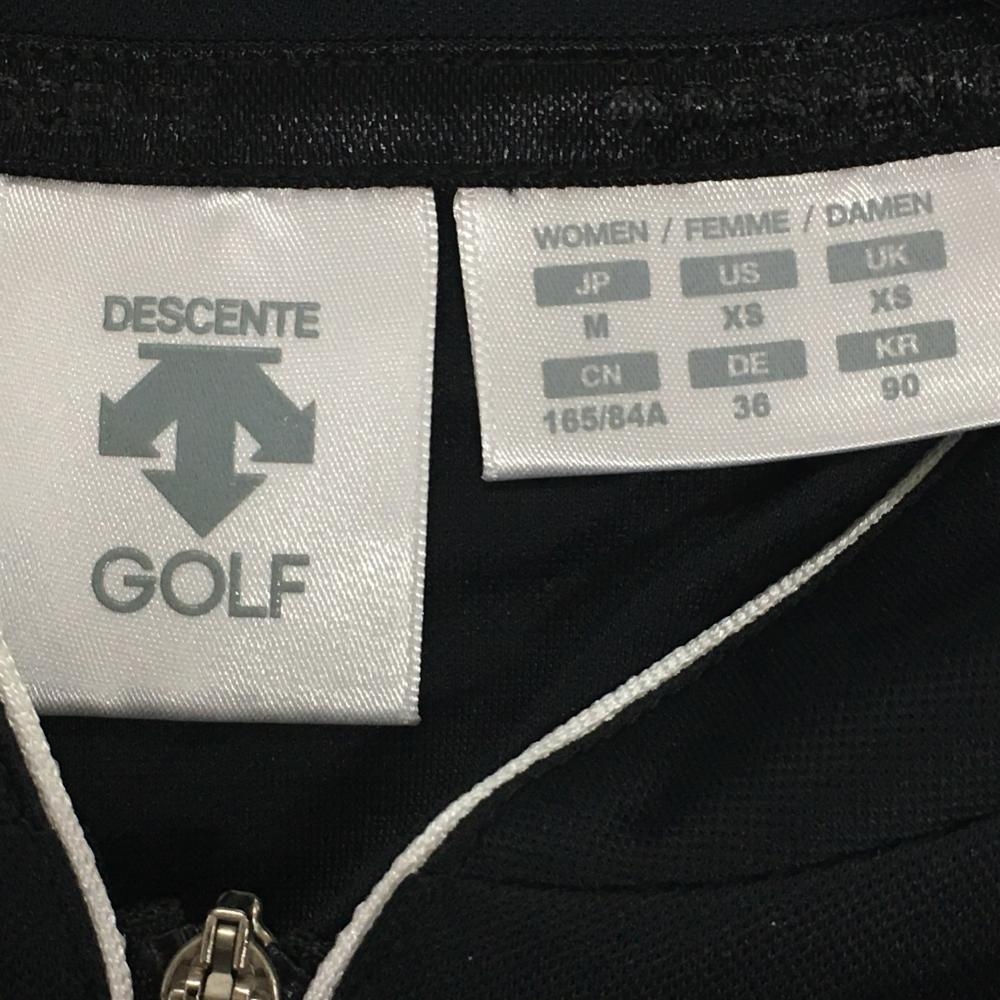 DESCENTE
GOLF
WOMEN / FEMME / DAMEN
JP US UK
M XS XS
CN DE KR
165/84A 36 90